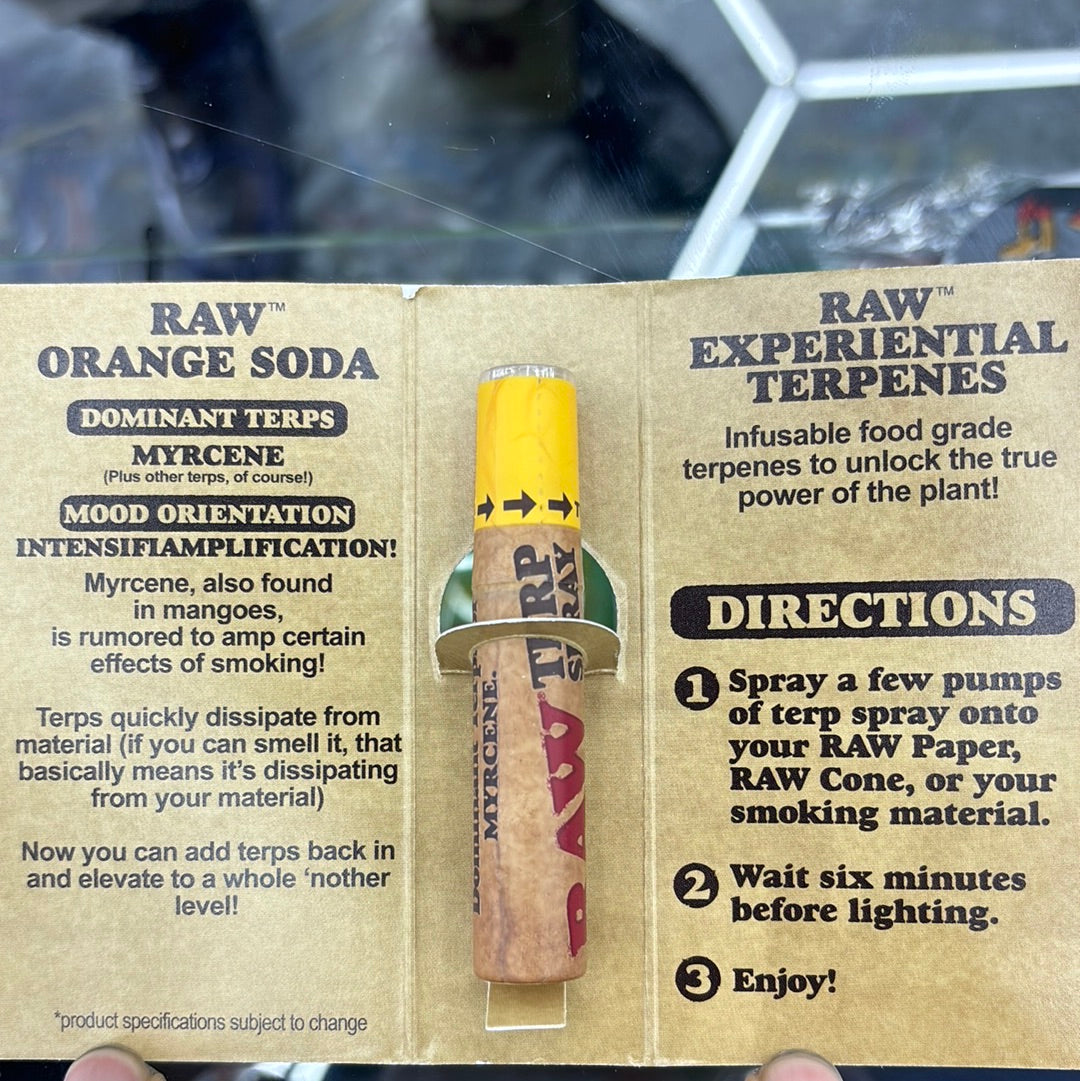 RAW™
ORANGE SODA
DOMINANT TERPS
MYRCENE
(Plus other terps, of course!)
MOOD ORIENTATION
INTENSIFIAMPLIFICATION!
Myrcene, also found
in mangoes,
is rumored to amp certain
effects of smoking!
Terps quickly dissipate from
material (if you can smell it, that
basically means it's dissipating
from your material)
Now you can add terps back in
and elevate to a whole ‘nother
level!
*product specifications subject to change
TERP
SPRAY
RAW
MYRCENE.
RAW™
EXPERIENTIAL
TERPENES
Infusable food grade
terpenes to unlock the true
power of the plant!
DIRECTIONS
1 Spray a few pumps
of terp spray onto
your RAW Paper,
RAW Cone, or your
smoking material.
2 Wait six minutes
before lighting.
3 Enjoy!